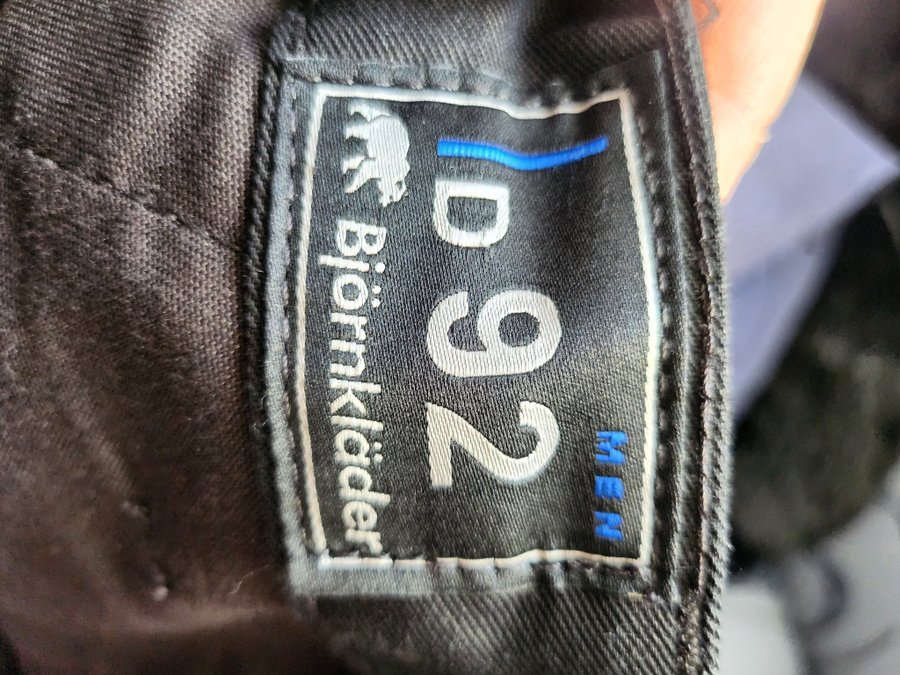 MEN
D 92
Björnkläder